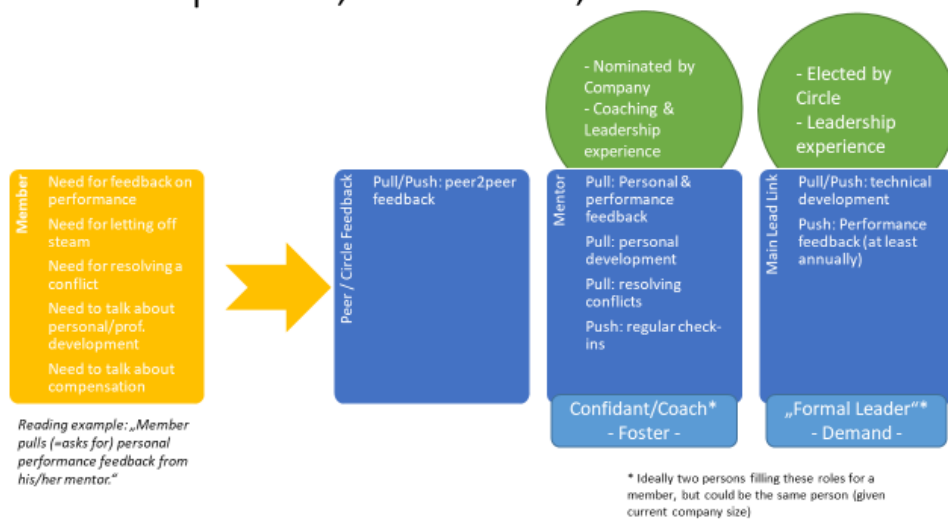 - Nominated by
Company
- Coaching &
Leadership
experience
- Elected by
Circle
- Leadership
experience
Member
Need for feedback on
performance
Need for letting off
steam
Need for resolving a
conflict
Need to talk about
personal/prof.
development
Need to talk about
compensation
Peer / Circle Feedback
Pull/Push: peer2peer
feedback
Mentor
Pull: Personal &
performance
feedback
Pull: personal
development
Pull: resolving
conflicts
Push: regular check-
ins
Main Lead Link
Pull/Push: technical
development
Push: Performance
feedback (at least
annually)
Confidant/Coach*
- Foster -
„Formal Leader“*
- Demand -
Reading example: „Member
pulls (=asks for) personal
performance feedback from
his/her mentor.“
* Ideally two persons filling these roles for a
member, but could be the same person (given
current company size)